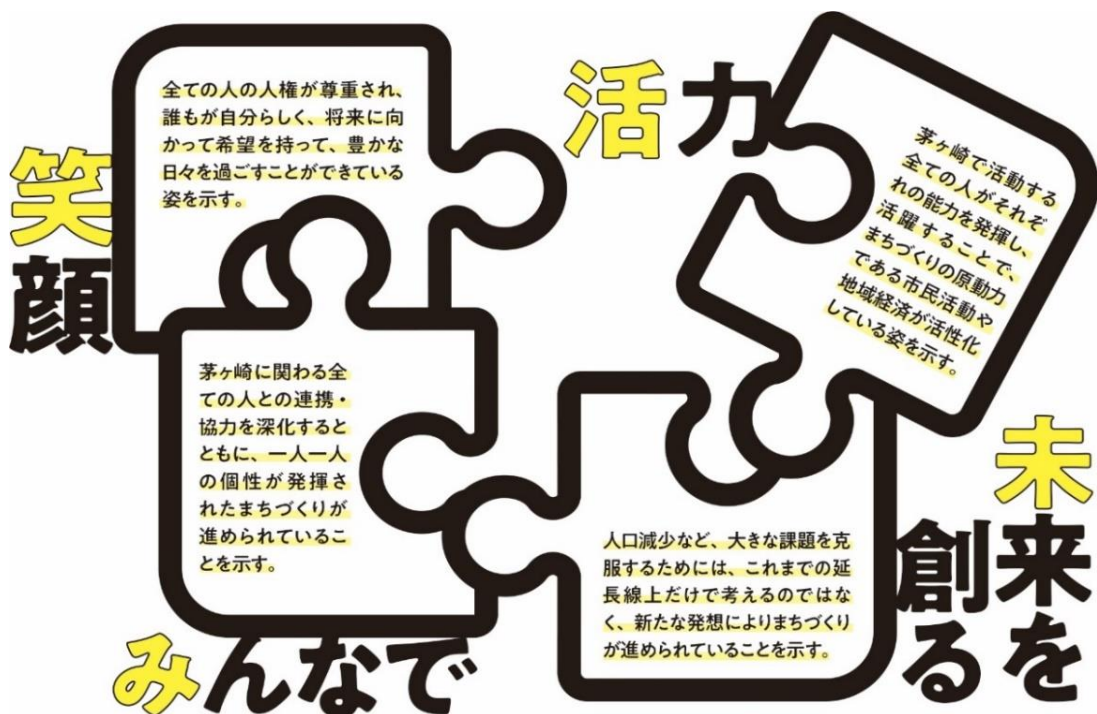 笑顔
全ての人の人権が尊重され、
誰もが自分らしく、将来に向
かって希望を持って、豊かな
日々を過ごすことができている
姿を示す。
活力
茅ヶ崎で活動する
全ての人がそれぞ
れの能力を発揮し、
活躍することで、
まちづくりの原動力
である市民活動や
地域経済が活性化
している姿を示す。
茅ヶ崎に関わる全
ての人との連携・
協力を深化すると
ともに、一人一人
の個性が発揮さ
れたまちづくりが
進められているこ
とを示す。
みんなで
人口減少など、大きな課題を克
服するためには、これまでの延
長線上だけで考えるのではな
く、新たな発想によりまちづくり
が進められていることを示す。
未来を
創る